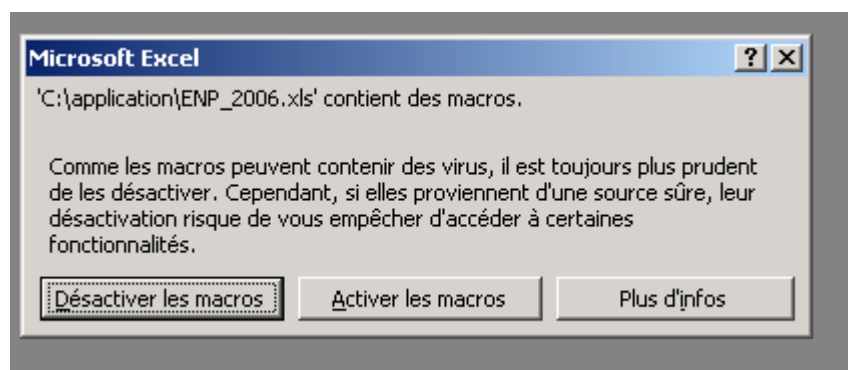 Microsoft Excel
'C:\application\ENP_2006.xls' contient des macros.
Comme les macros peuvent contenir des virus, il est toujours plus prudent
de les désactiver. Cependant, si elles proviennent d'une source sûre, leur
désactivation risque de vous empêcher d'accéder à certaines
fonctionnalités.
Désactiver les macros Activer les macros Plus d'infos